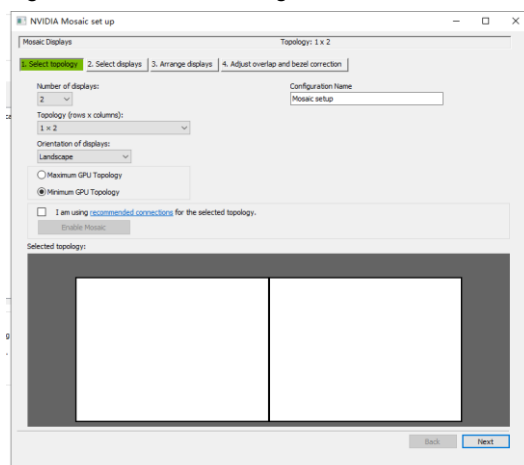 NVIDIA Mosaic set up
Mosaic Displays Topology: 1 x 2
1. Select topology 2. Select displays 3. Arrange displays 4. Adjust overlap and bezel correction
Number of displays: Configuration Name
2 Mosaic setup
Topology (rows x columns):
1 × 2
Orientation of displays:
Landscape
Maximum GPU Topology
Minimum GPU Topology
I am using recommended connections for the selected topology.
Enable Mosaic
Selected topology:
Back Next